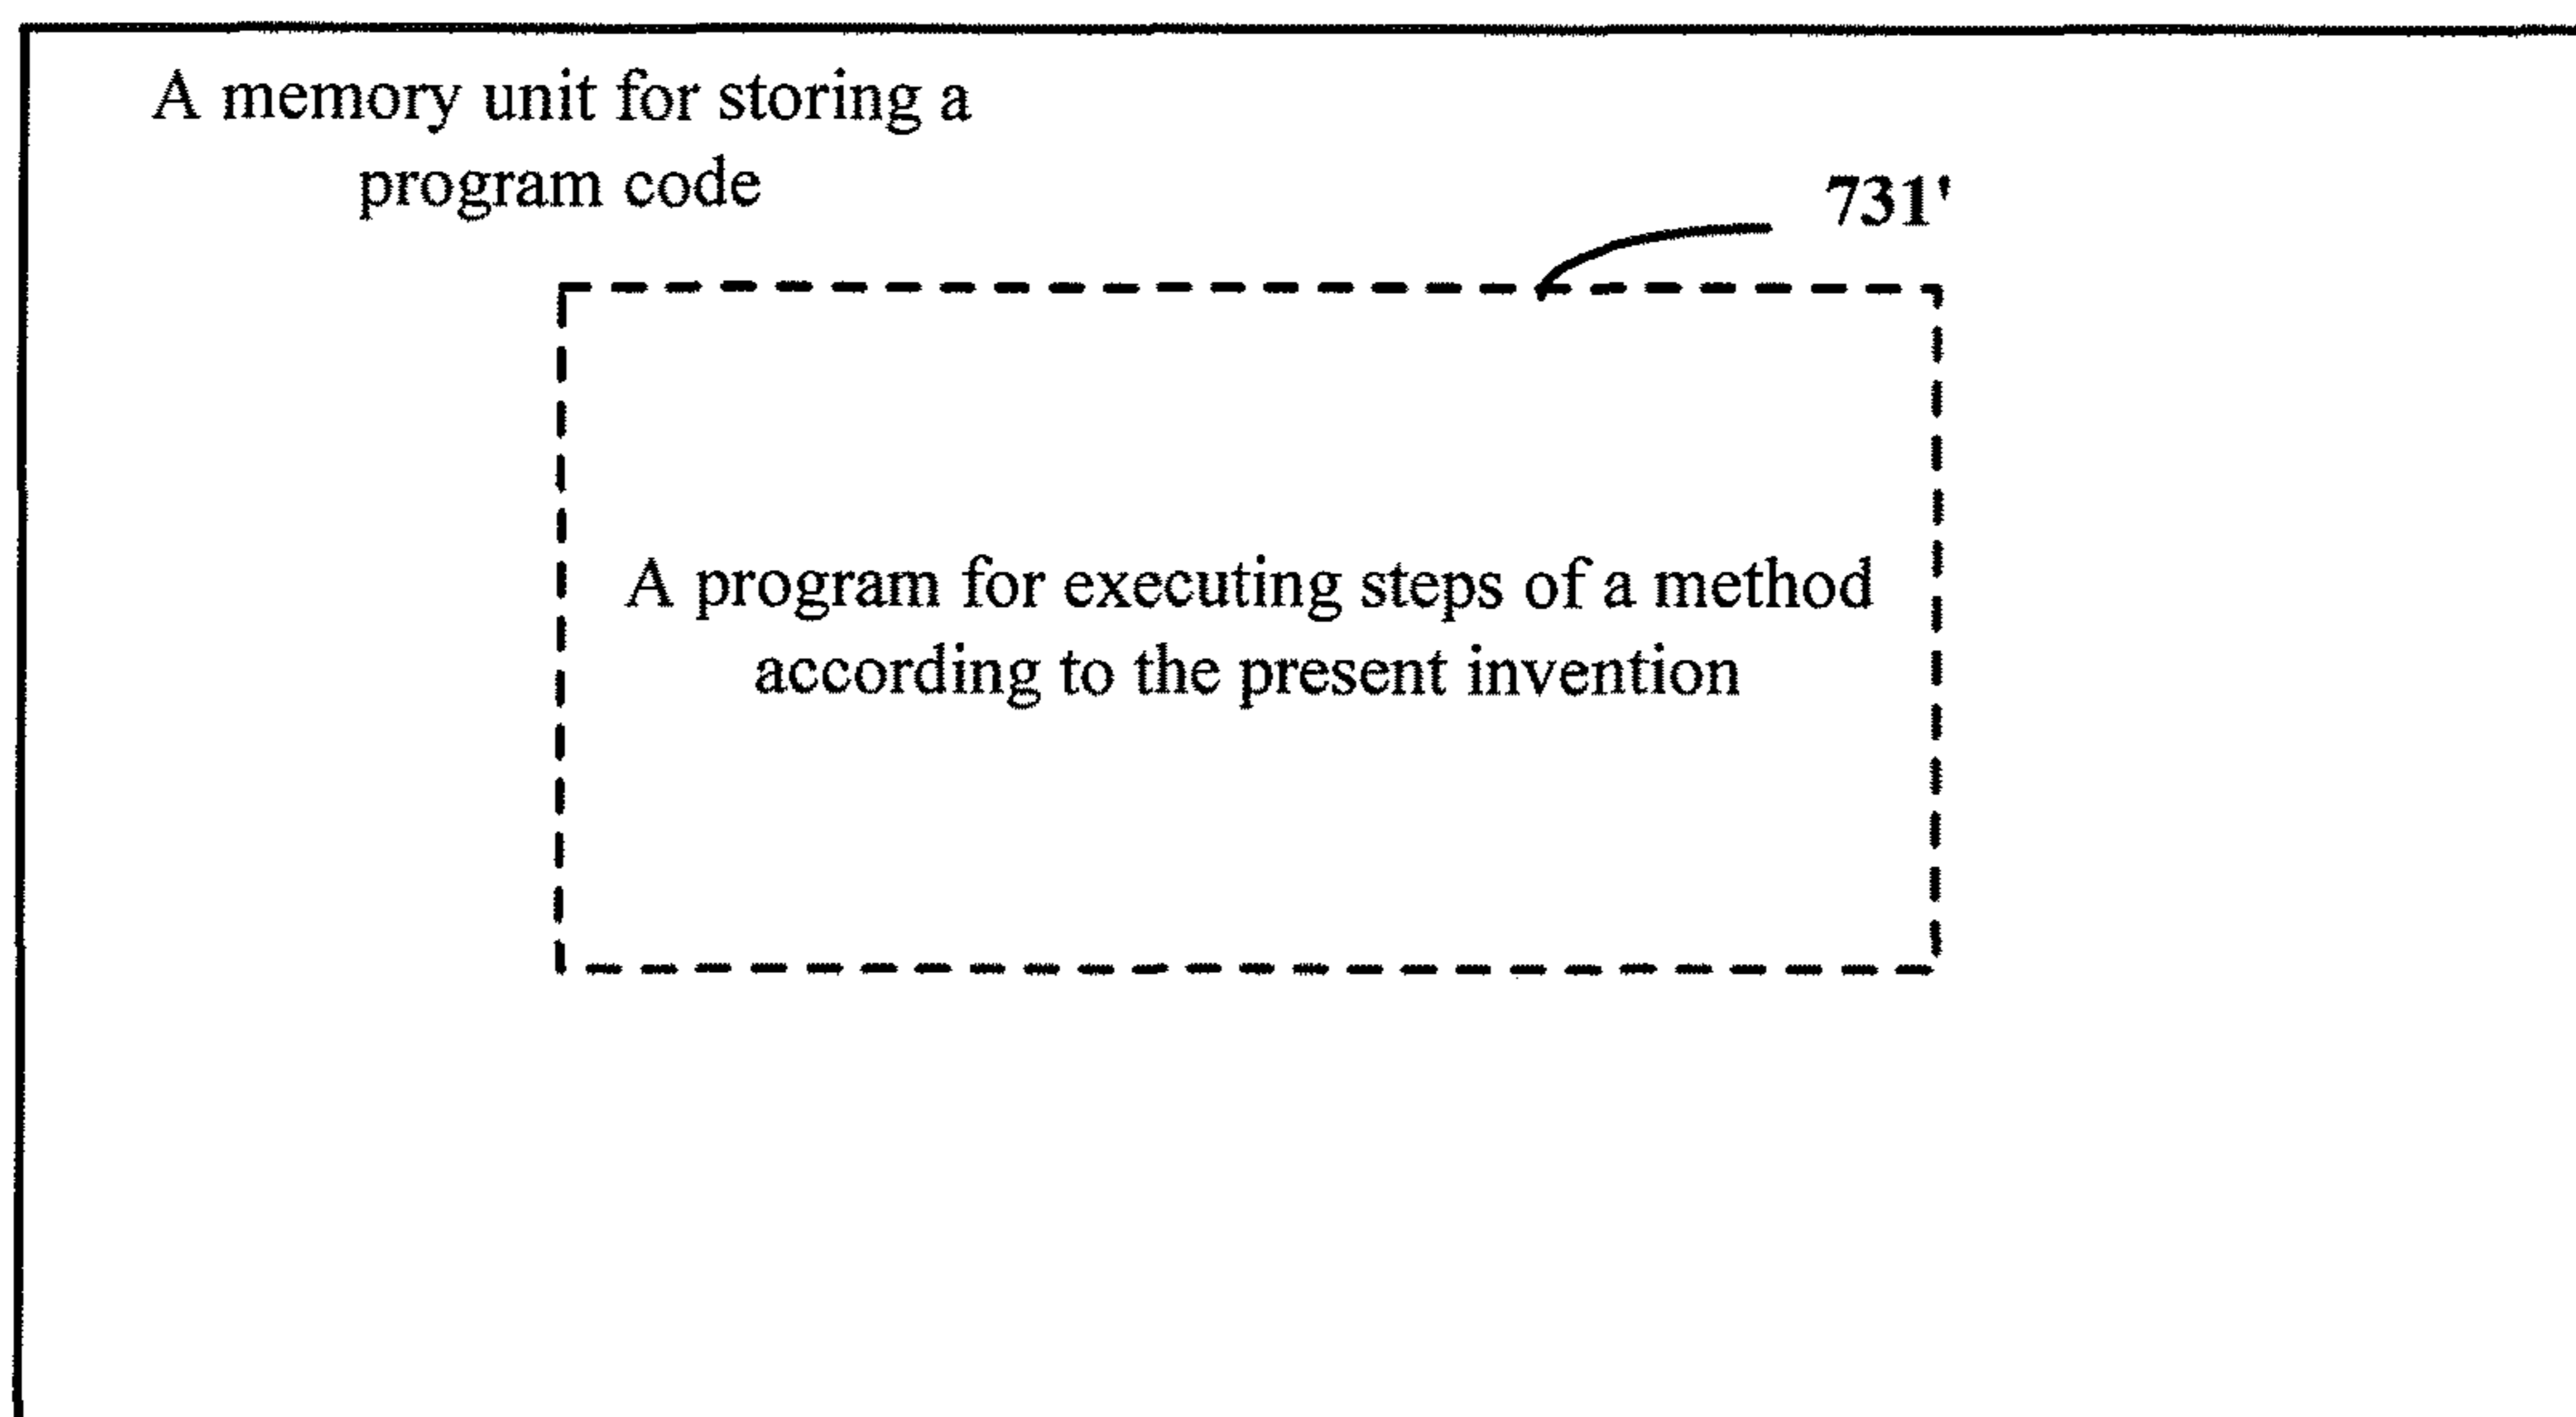 A memory unit for storing a
program code
731'
A program for executing steps of a method
according to the present invention